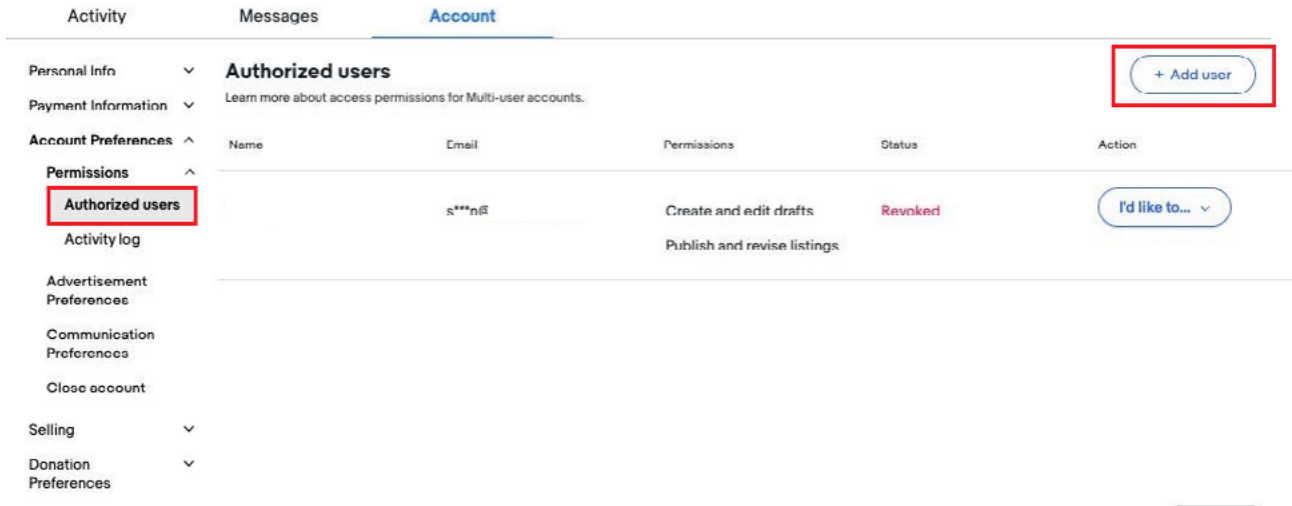 Activity Messages Account
Personal Info
Payment Information
Account Preferences
Permissions
Authorized users
Activity log
Advertisement
Preferences
Communication
Preferences
Close account
Selling
Donation
Preferences
Authorized users
+ Add user
Learn more about access permissions for Multi-user accounts.
Name Email Permissions Status Action
s***n@ Create and edit drafts Revoked I'd like to...
Publish and revise listings